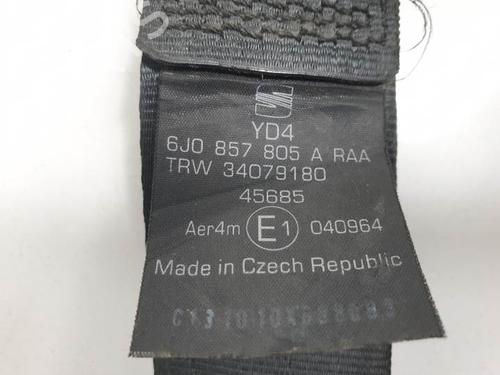 YD4
6J0 857 805 A RAA
TRW 34079180
45685
Aer4m E1 040964
Made in Czech Republic